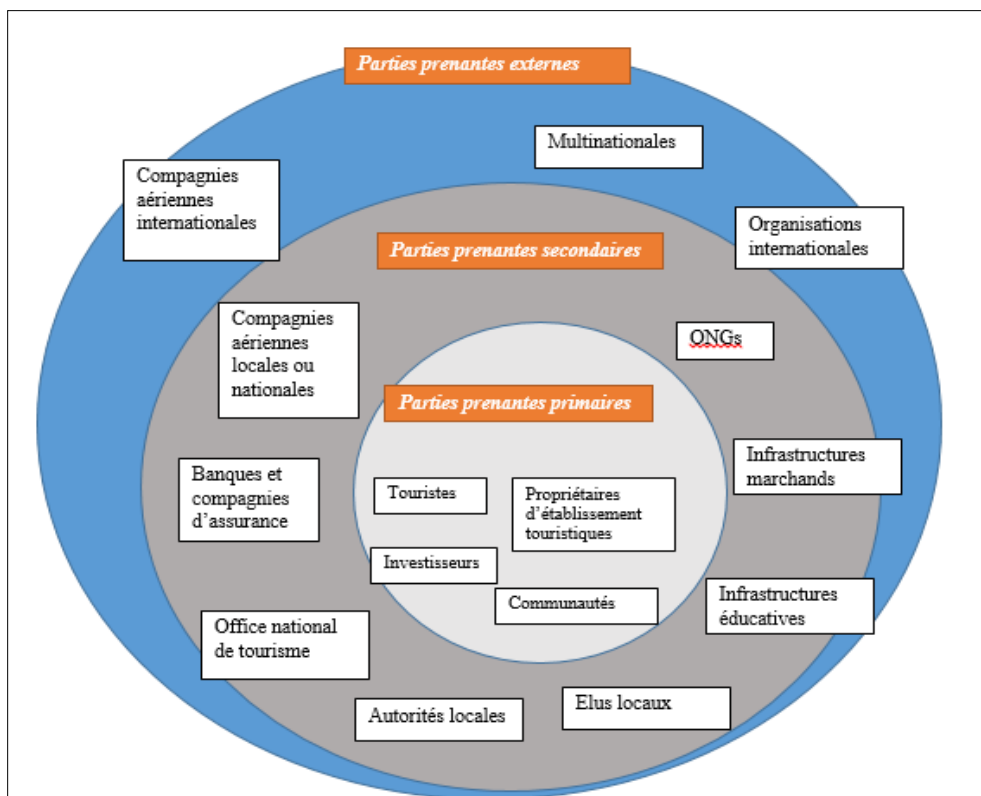 Parties prenantes externes
Multinationales
Compagnies
aériennes
internationales
Organisations
internationales
Parties prenantes secondaires
Compagnies
aériennes
locales ou
nationales
ONGs
Parties prenantes primaires
Infrastructures
marchands
Banques et
compagnies
d’assurance
Touristes
Propriétaires
d’établissement
touristiques
Investisseurs
Communautés
Infrastructures
éducatives
Office national
de tourisme
Autorités locales
Elus locaux